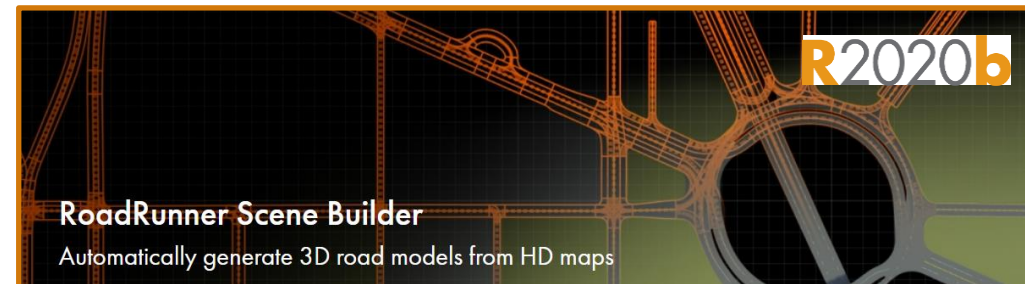 R2020b
RoadRunner Scene Builder
Automatically generate 3D road models from HD maps